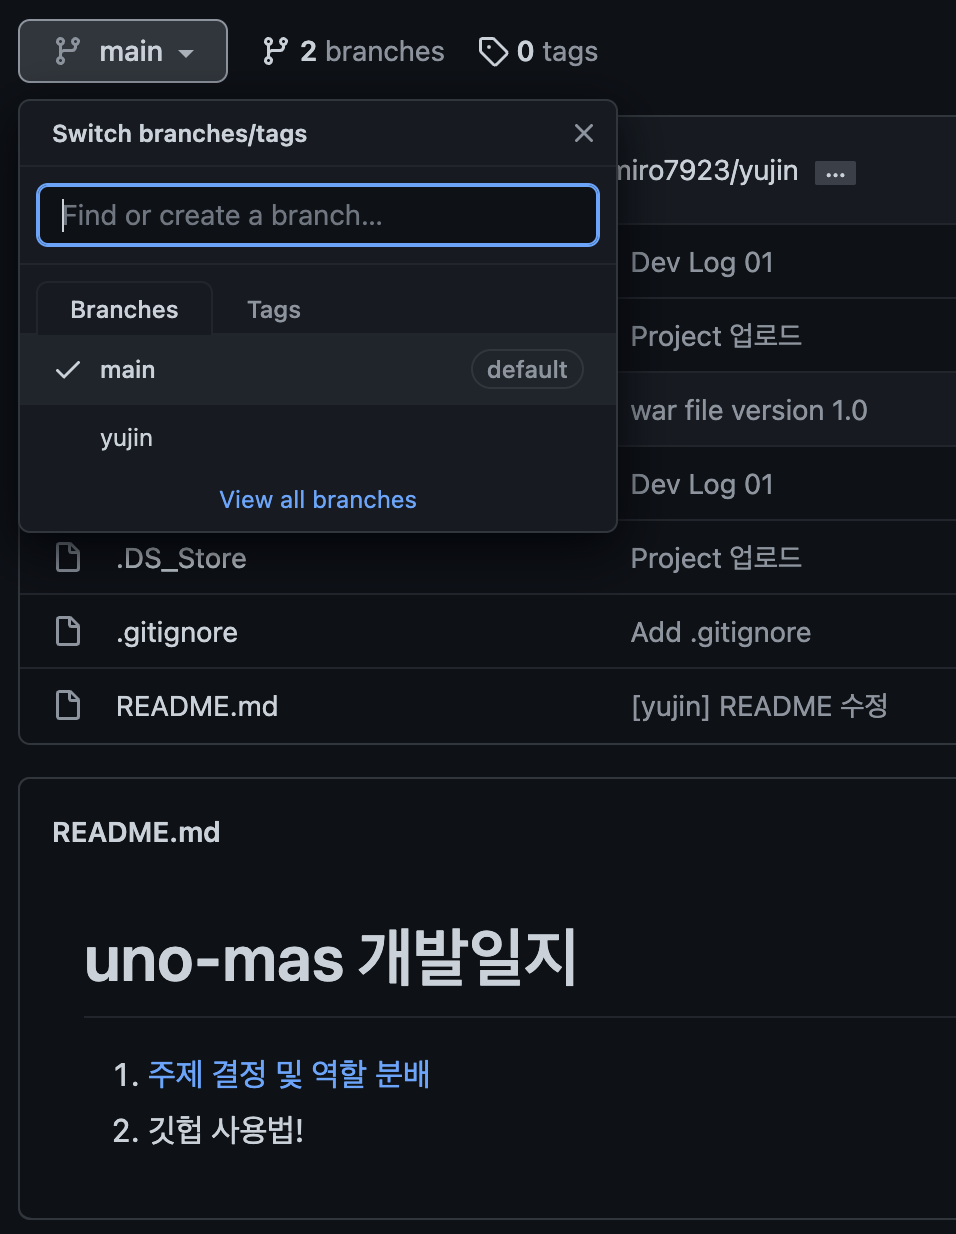 main 2 branches 0 tags
Switch branches/tags
miro7923/yujin ...
Find or create a branch...
Dev Log 01
Branches Tags
Project 업로드
main default
war file version 1.0
yujin
Dev Log 01
View all branches
.DS_Store Project 업로드
.gitignore Add .gitignore
README.md [yujin] README 수정
README.md
uno-mas 개발일지
1. 주제 결정 및 역할 분배
2. 깃헙 사용법!